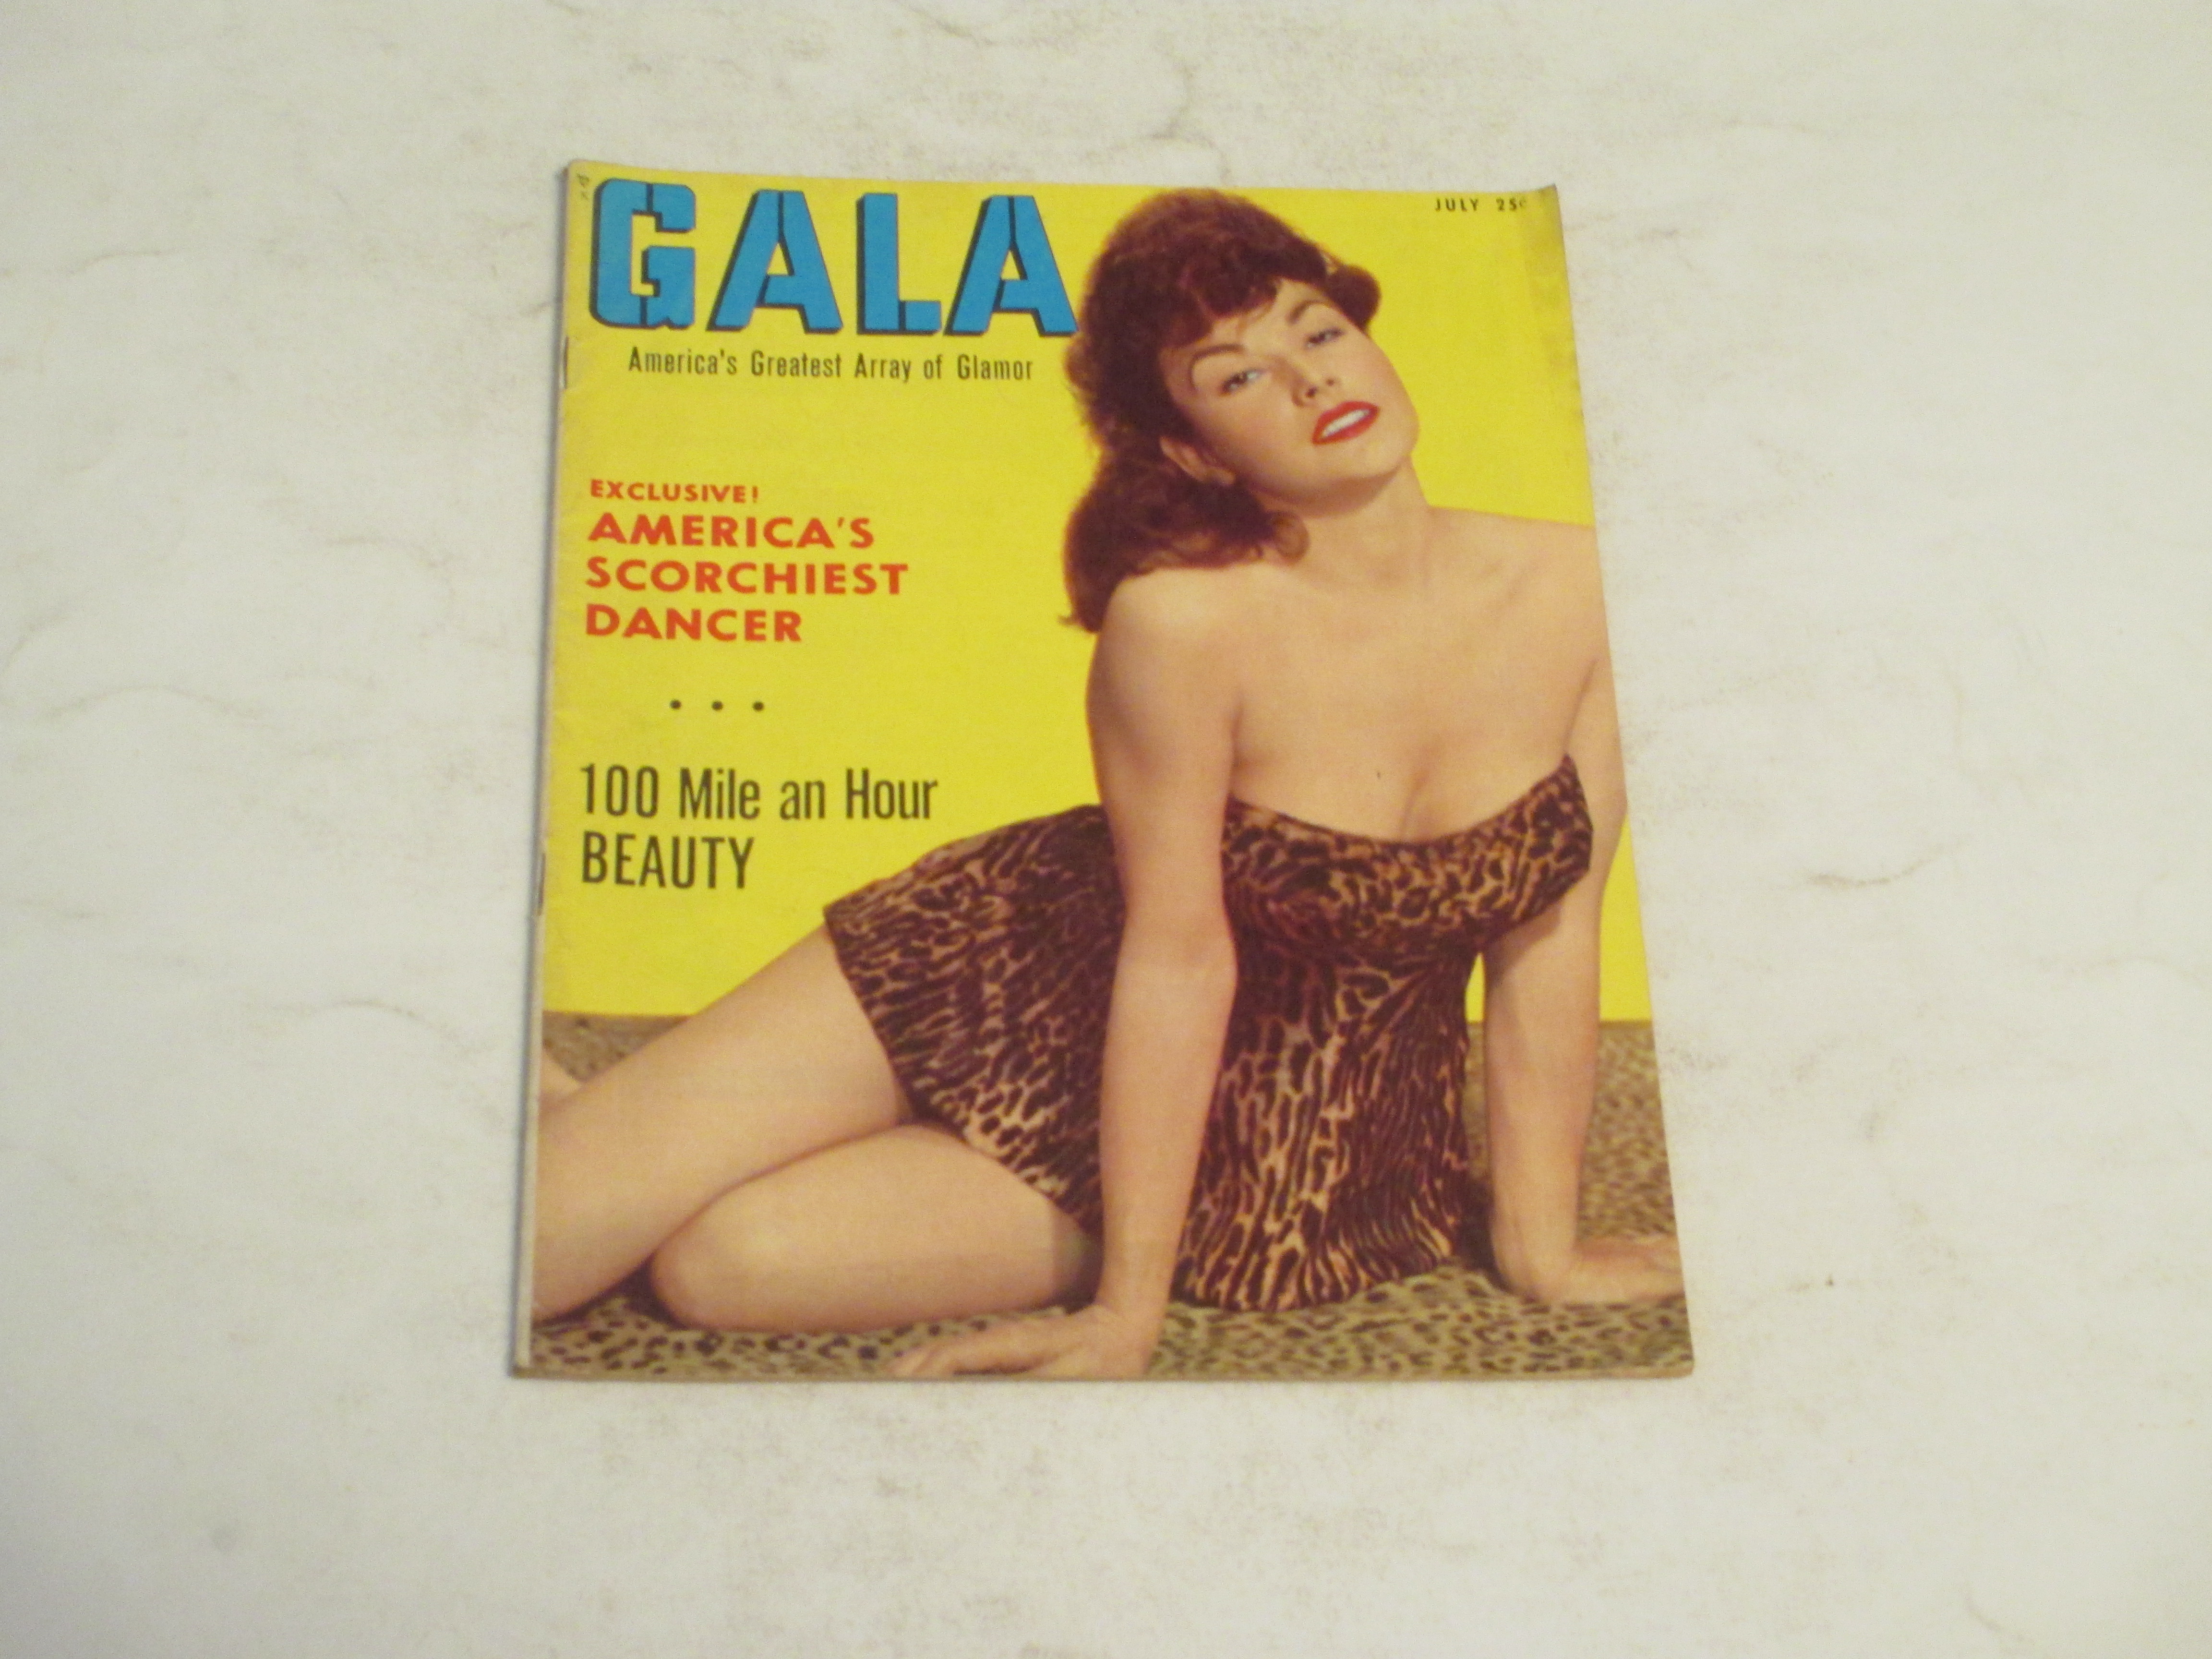 GALA
JULY 25¢
America's Greatest Array of Glamor
EXCLUSIVE!
AMERICA'S
SCORCHIEST
DANCER
• • •
100 Mile an Hour
BEAUTY